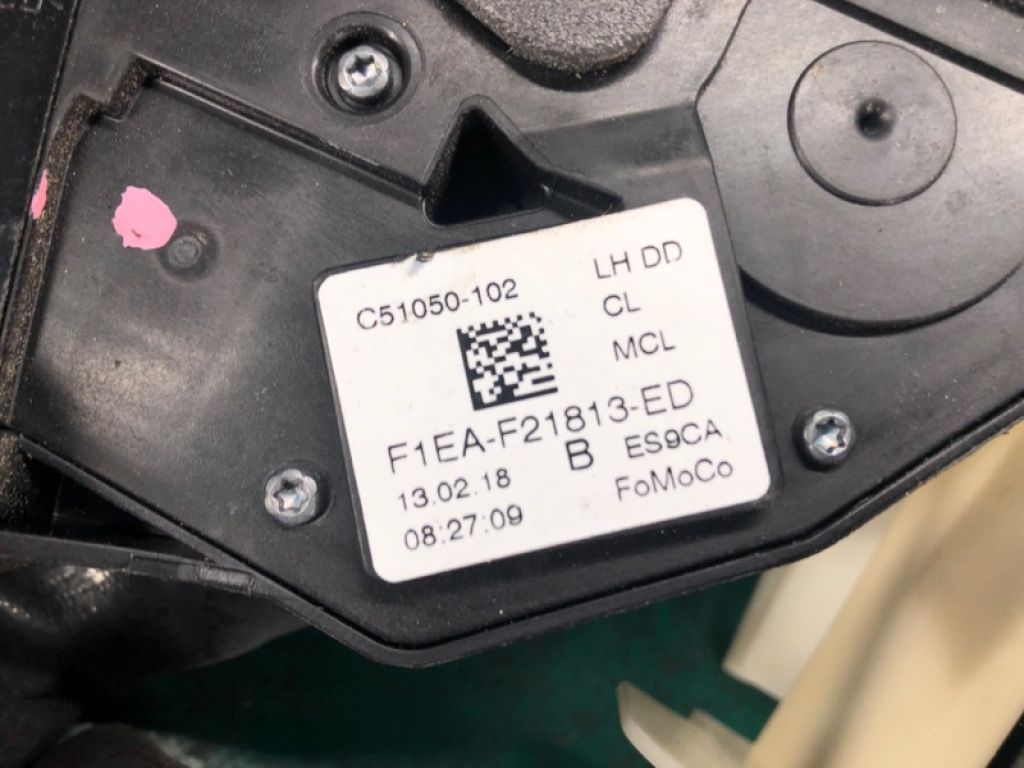 C51050-102
LH DD
CL
MCL
F1EA-F21813-ED
B
ES9CA
13.02.18
FoMoCo
08:27:09